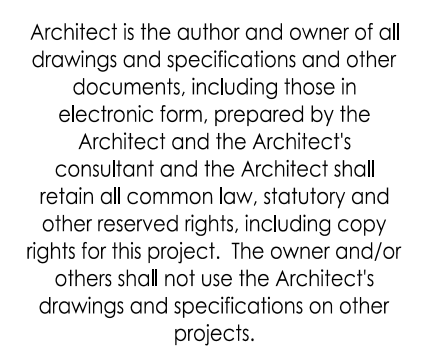 Architect is the author and owner of all
drawings and specifications and other
documents, including those in
electronic form, prepared by the
Architect and the Architect's
consultant and the Architect shall
retain all common law, statutory and
other reserved rights, including copy
rights for this project.  The owner and/or
others shall not use the Architect's
drawings and specifications on other
projects.